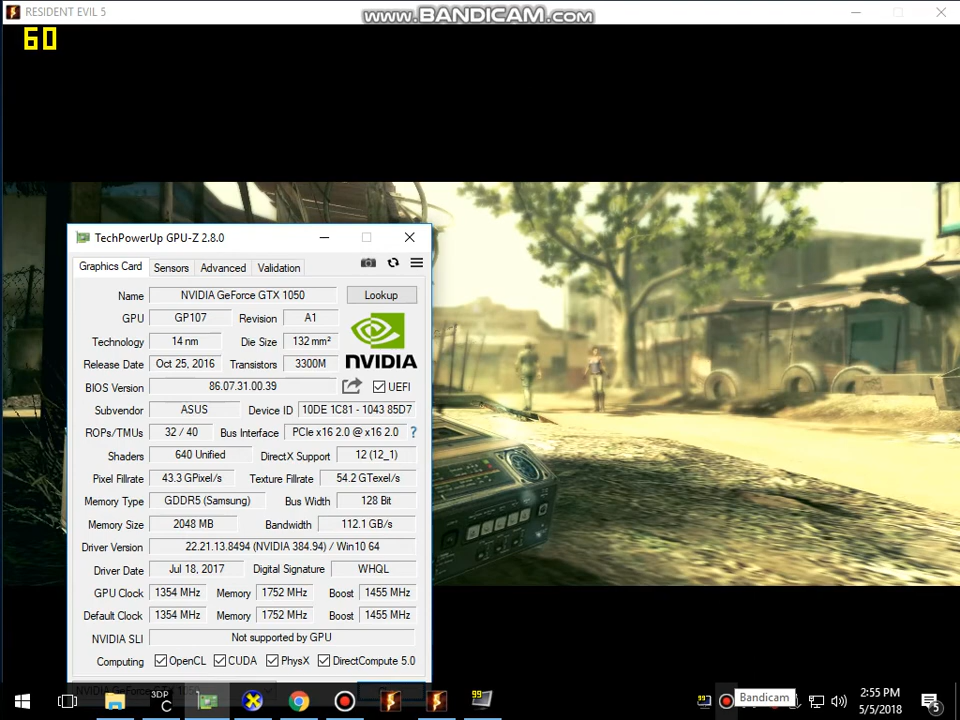 RESIDENT EVIL 5
www.BANDICAM.com
60
TechPowerUp GPU-Z 2.8.0
Graphics Card Sensors Advanced Validation
Name NVIDIA GeForce GTX 1050 Lookup
GPU GP107 Revision A1
Technology 14 nm Die Size 132 mm²
NVIDIA
Release Date Oct 25, 2016 Transistors 3300M
BIOS Version 86.07.31.00.39 UEFI
Subvendor ASUS Device ID 10DE 1C81 - 1043 85D7
ROPs/TMUs 32 / 40 Bus Interface PCIe x16 2.0 @ x16 2.0 ?
Shaders 640 Unified DirectX Support 12 (12_1)
Pixel Fillrate 43.3 GPixel/s Texture Fillrate 54.2 GTexel/s
Memory Type GDDR5 (Samsung) Bus Width 128 Bit
Memory Size 2048 MB Bandwidth 112.1 GB/s
Driver Version 22.21.13.8494 (NVIDIA 384.94) / Win10 64
Driver Date Jul 18, 2017 Digital Signature WHQL
GPU Clock 1354 MHz Memory 1752 MHz Boost 1455 MHz
Default Clock 1354 MHz Memory 1752 MHz Boost 1455 MHz
NVIDIA SLI Not supported by GPU
Computing OpenCL CUDA PhysX DirectCompute 5.0
NVIDIA GeForce GTX 1050
3DP C
99
99
Bandicam
2:55 PM
5/5/2018
5